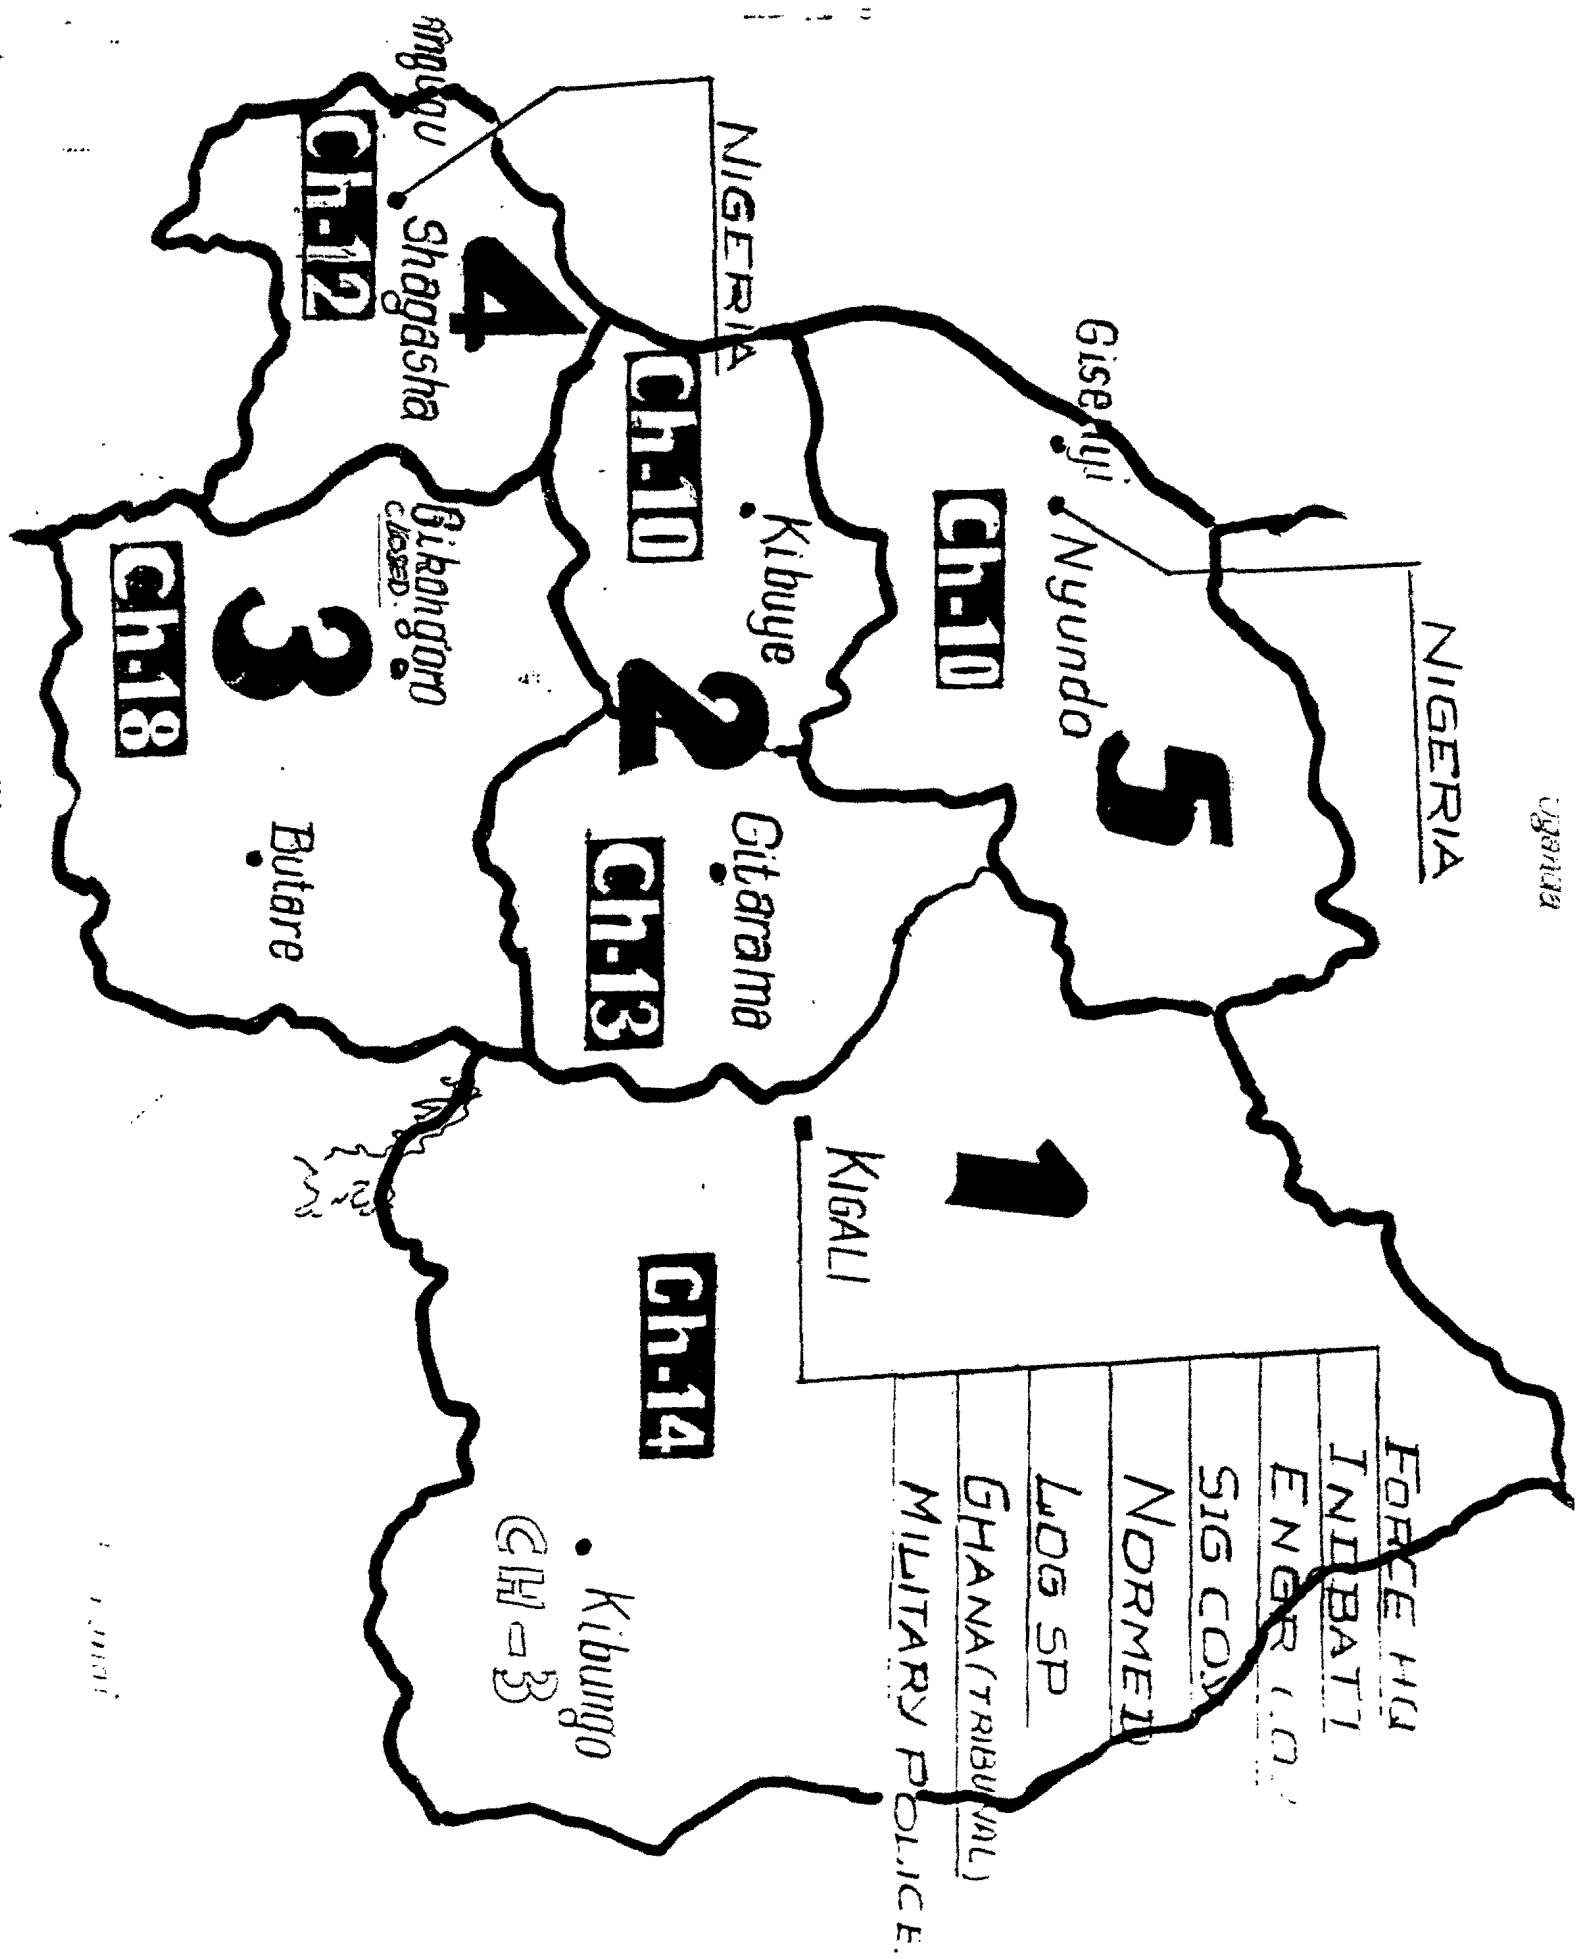 Uganda
NIGERIA
NIGERIA
FORCE HQ
INDBATT
ENGR
SIG COY
NORMED
LOG SP
GHANA (TRIBUNAL)
MILITARY POLICE.
Gisenyi
Nyundo
5
Ch-10
1
KIGALI
Kibuye
Ch-10
2
Gitarama
Ch-13
Ch-14
4
Shagasha
Ch-12
Gikongoro
CLOSED.
3
Ch-18
Butare
Kibungo
CH-3